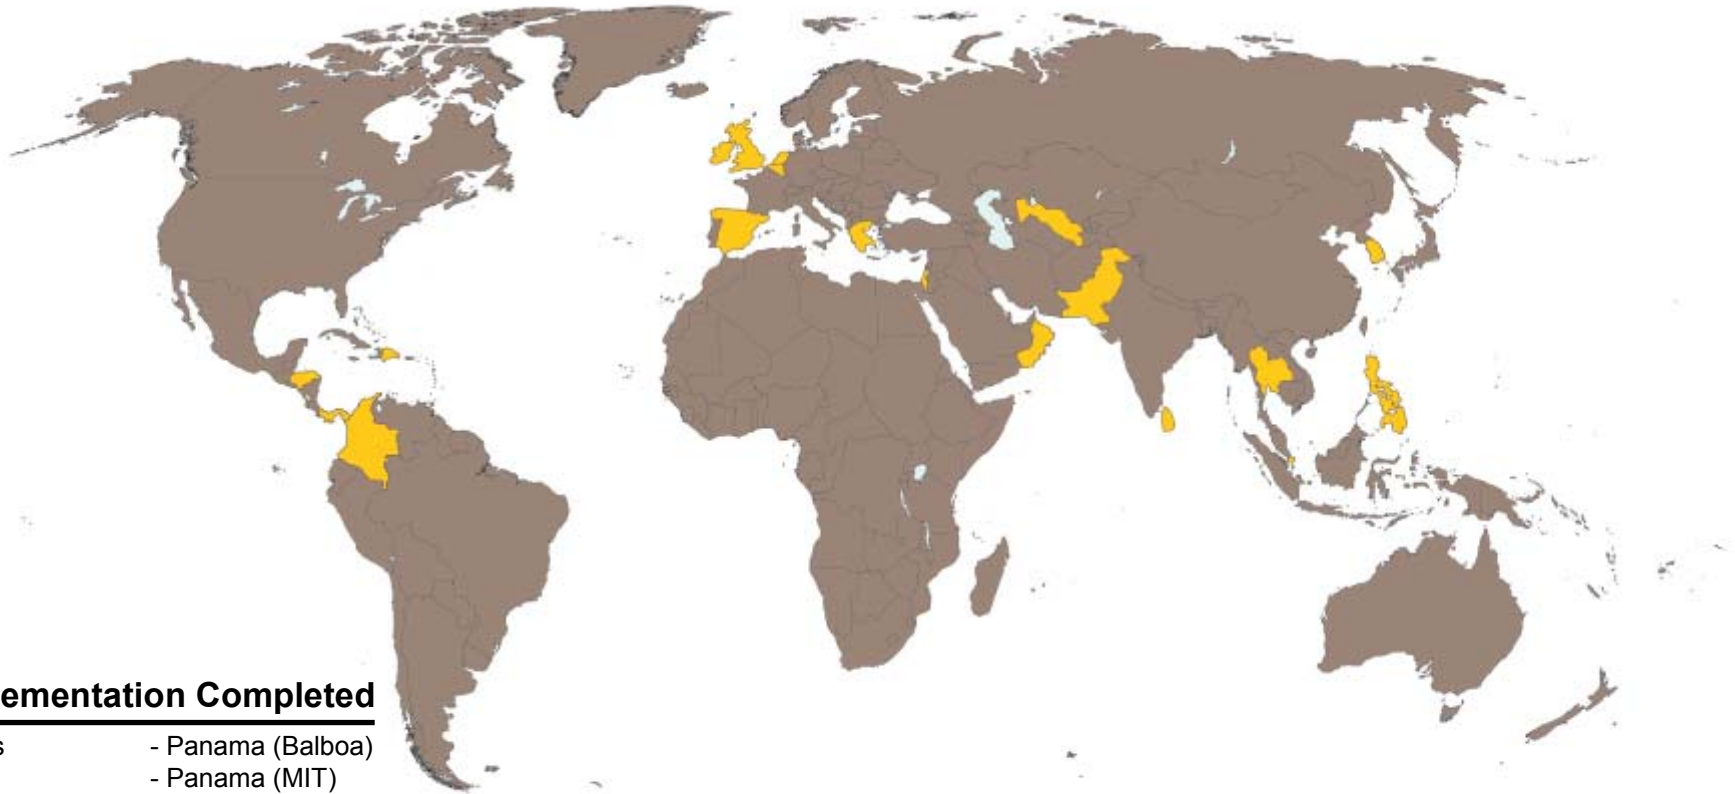 ementation Completed
s - Panama (Balboa)
- Panama (MIT)